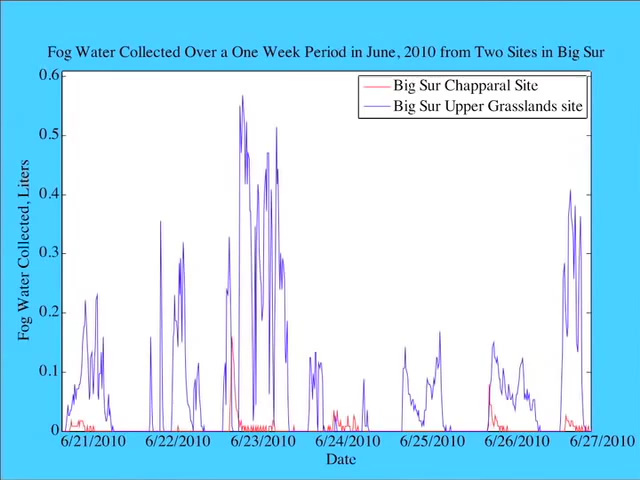 Fog Water Collected Over a One Week Period in June, 2010 from Two Sites in Big Sur
Big Sur Chapparal Site
Big Sur Upper Grasslands site
Fog Water Collected, Liters
0.6
0.5
0.4
0.3
0.2
0.1
0
6/21/2010 6/22/2010 6/23/2010 6/24/2010 6/25/2010 6/26/2010 6/27/2010
Date